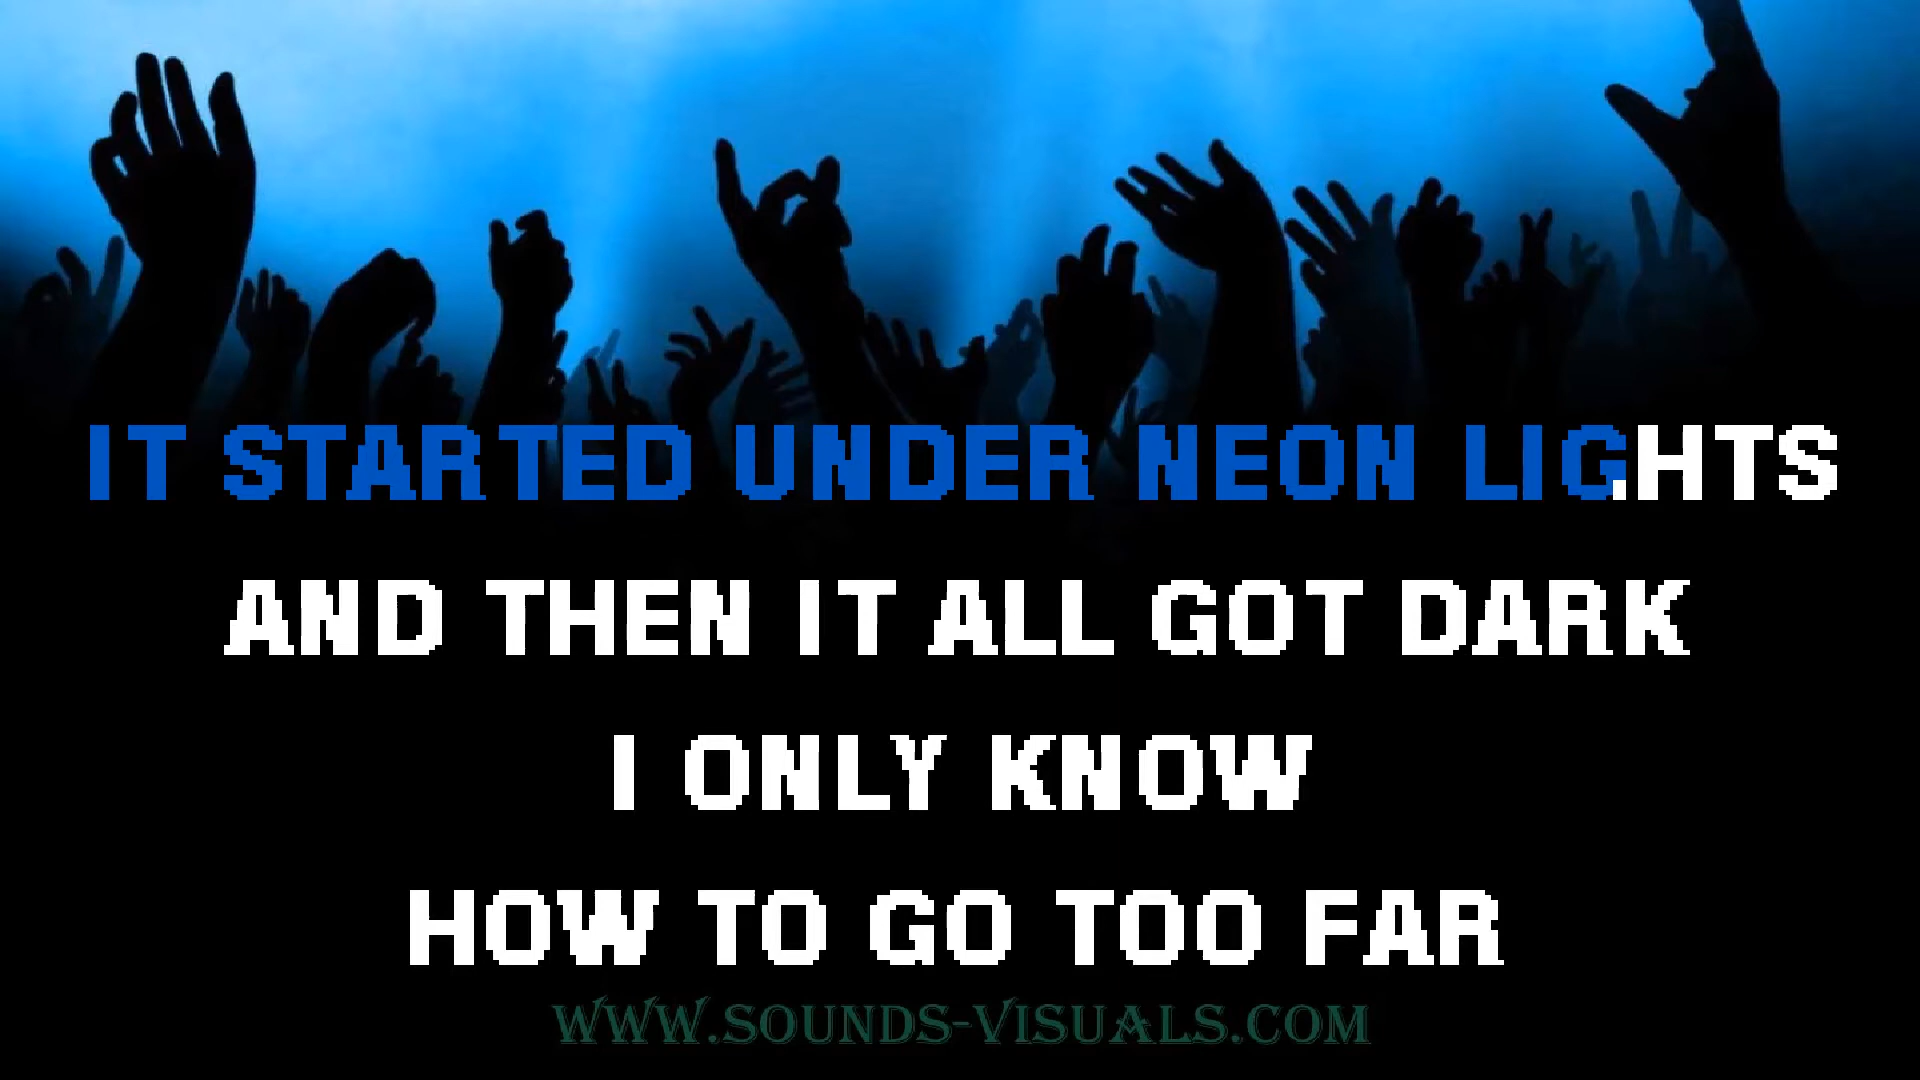 IT STARTED UNDER NEON LIGHTS
AND THEN IT ALL GOT DARK
I ONLY KNOW
HOW TO GO TOO FAR
WWW.SOUNDS-VISUALS.COM